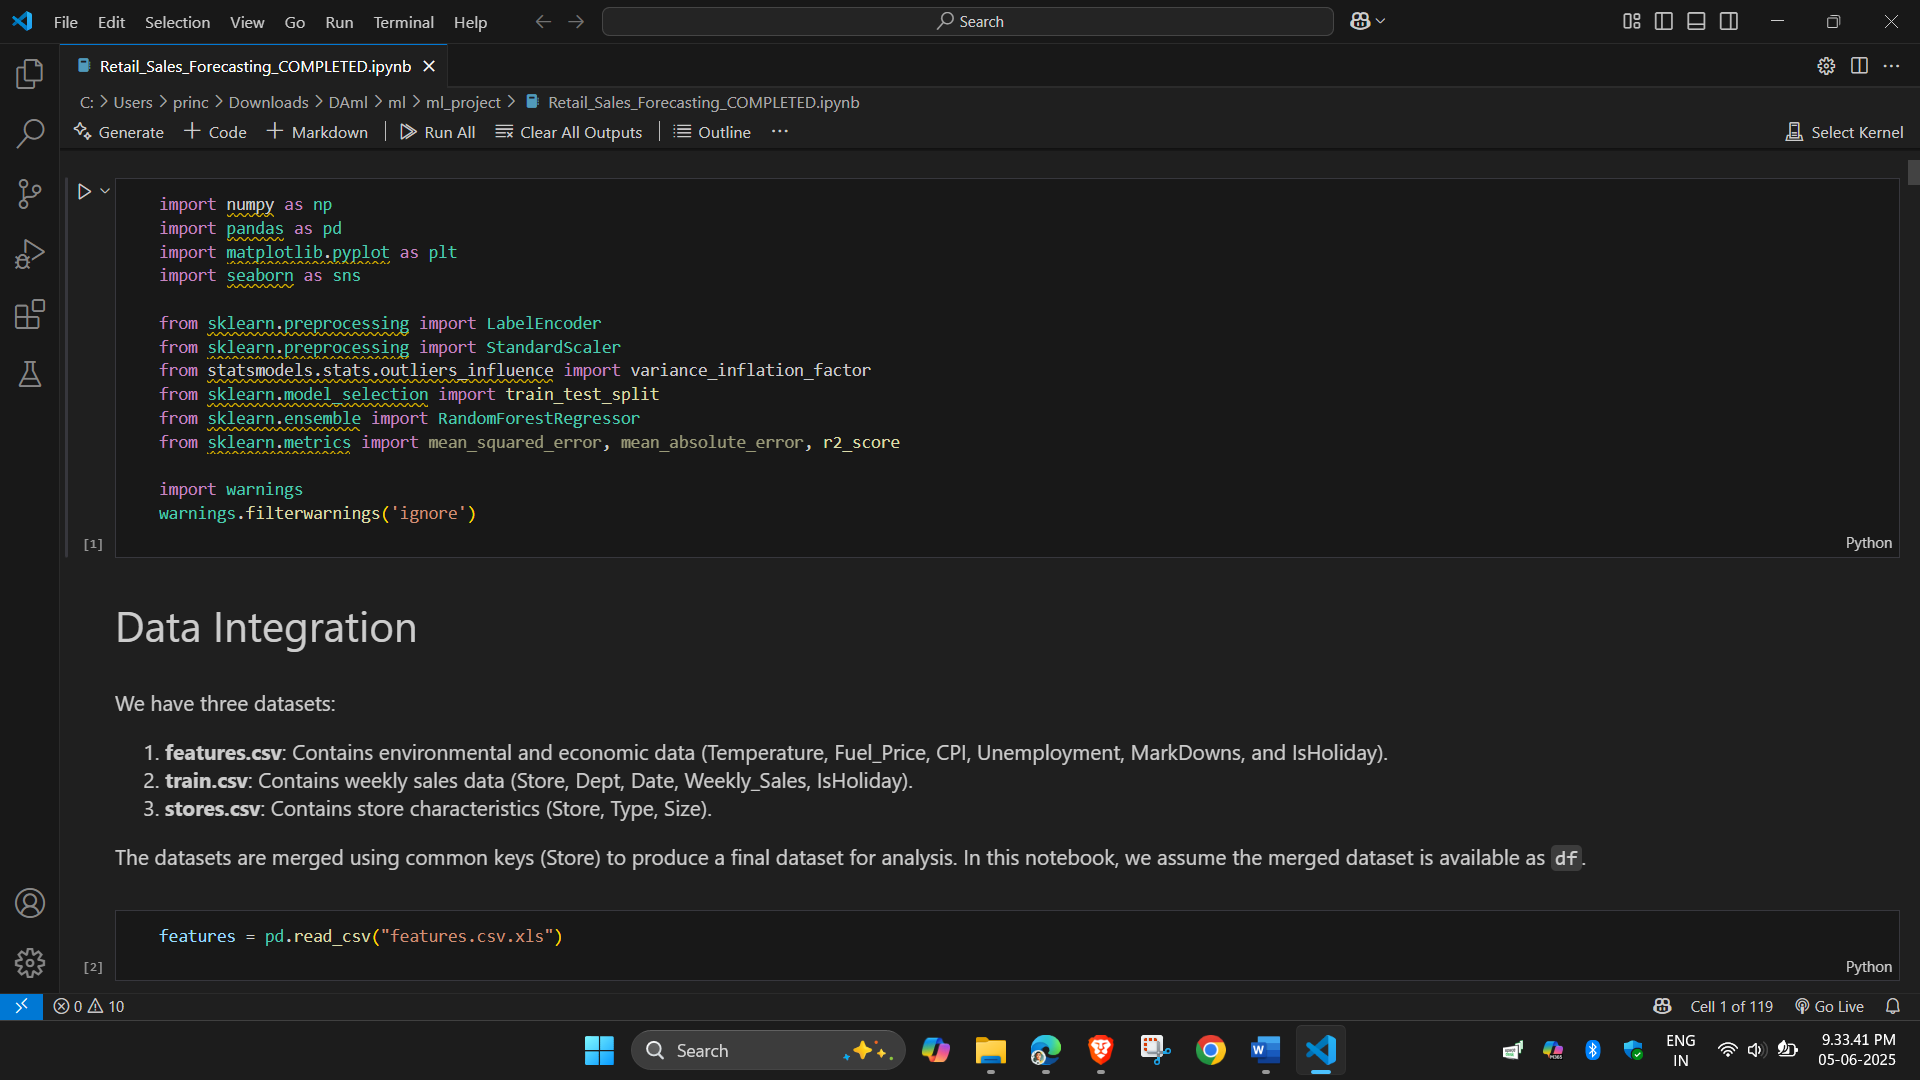 File Edit Selection View Go Run Terminal Help
Search
Retail_Sales_Forecasting_COMPLETED.ipynb
C: > Users > princ > Downloads > DAml > ml > ml_project > Retail_Sales_Forecasting_COMPLETED.ipynb
Generate + Code + Markdown Run All Clear All Outputs Outline ...
Select Kernel
import numpy as np
import pandas as pd
import matplotlib.pyplot as plt
import seaborn as sns
from sklearn.preprocessing import LabelEncoder
from sklearn.preprocessing import StandardScaler
from statsmodels.stats.outliers_influence import variance_inflation_factor
from sklearn.model_selection import train_test_split
from sklearn.ensemble import RandomForestRegressor
from sklearn.metrics import mean_squared_error, mean_absolute_error, r2_score
import warnings
warnings.filterwarnings('ignore')
[1]
Python
Data Integration
We have three datasets:
1. features.csv: Contains environmental and economic data (Temperature, Fuel_Price, CPI, Unemployment, MarkDowns, and IsHoliday).
2. train.csv: Contains weekly sales data (Store, Dept, Date, Weekly_Sales, IsHoliday).
3. stores.csv: Contains store characteristics (Store, Type, Size).
The datasets are merged using common keys (Store) to produce a final dataset for analysis. In this notebook, we assume the merged dataset is available as df.
features = pd.read_csv("features.csv.xls")
[2]
Python
0 10
Cell 1 of 119 Go Live
Search
ENG
IN
9.33.41 PM
05-06-2025